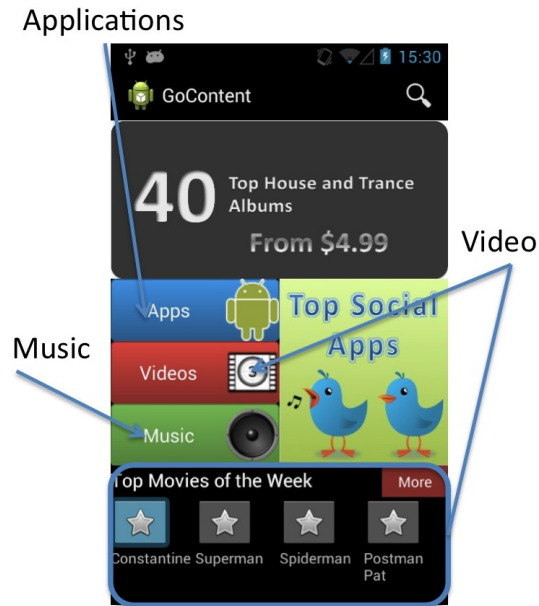 Applications
15:30
GoContent
40
Top House and Trance
Albums
From $4.99
Video
Apps
Top Social
Apps
Music
Videos
3
Music
Top Movies of the Week
More
Constantine
Superman
Spiderman
Postman
Pat